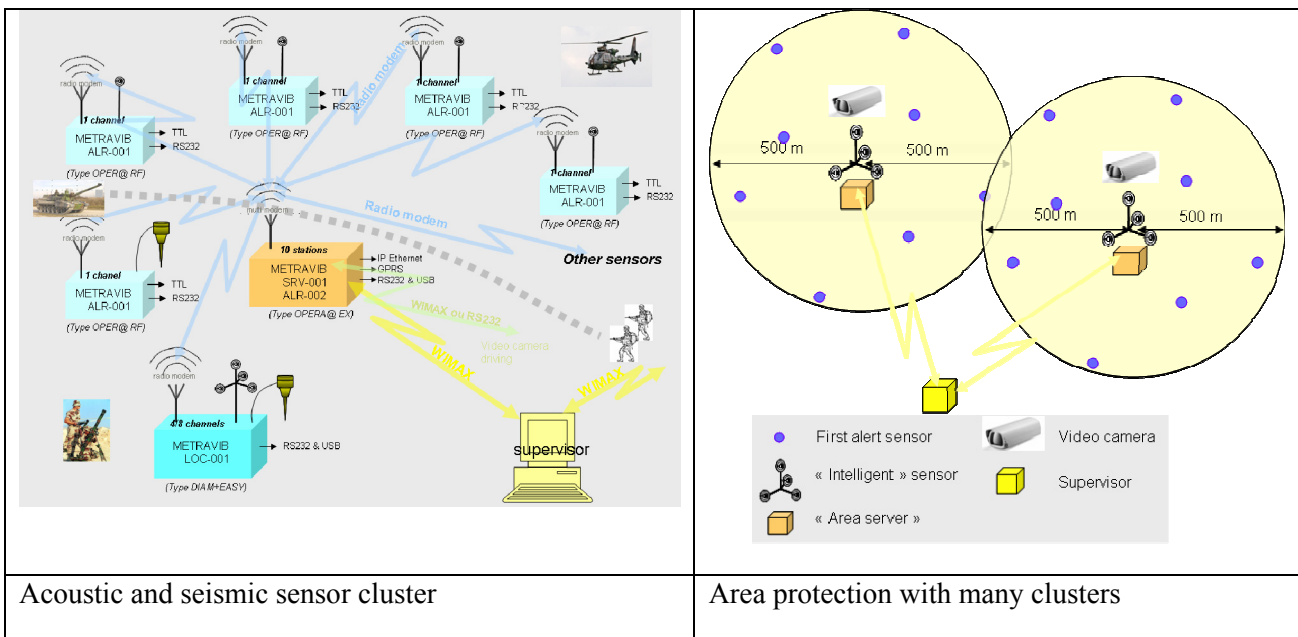 radio modem
1 channel
METRAVIB
ALR-001
TTL
RS232
(Type OPER@ RF)
radio modem
1 channel
METRAVIB
ALR-001
TTL
RS232
(Type OPER@ RF)
radio modem
1 channel
METRAVIB
ALR-001
TTL
RS232
(Type OPER@ RF)
radio modem
1 channel
METRAVIB
ALR-001
TTL
RS232
(Type OPER@ RF)
radio modem
1 channel
METRAVIB
ALR-001
TTL
RS232
(Type OPER@ RF)
multi modem
Radio modem
10 stations
METRAVIB
SRV-001
ALR-002
IP Ethernet
GPRS
RS232 & USB
(Type OPERA@ EX)
Other sensors
WIMAX ou RS232
Video camera
driving
WIMAX
WIMAX
radio modem
4/8 channels
METRAVIB
LOC-001
RS232 & USB
(Type DIAM+EASY)
supervisor
500 m
500 m
500 m
500 m
First alert sensor
Video camera
« Intelligent » sensor
Supervisor
« Area server »
Acoustic and seismic sensor cluster
Area protection with many clusters